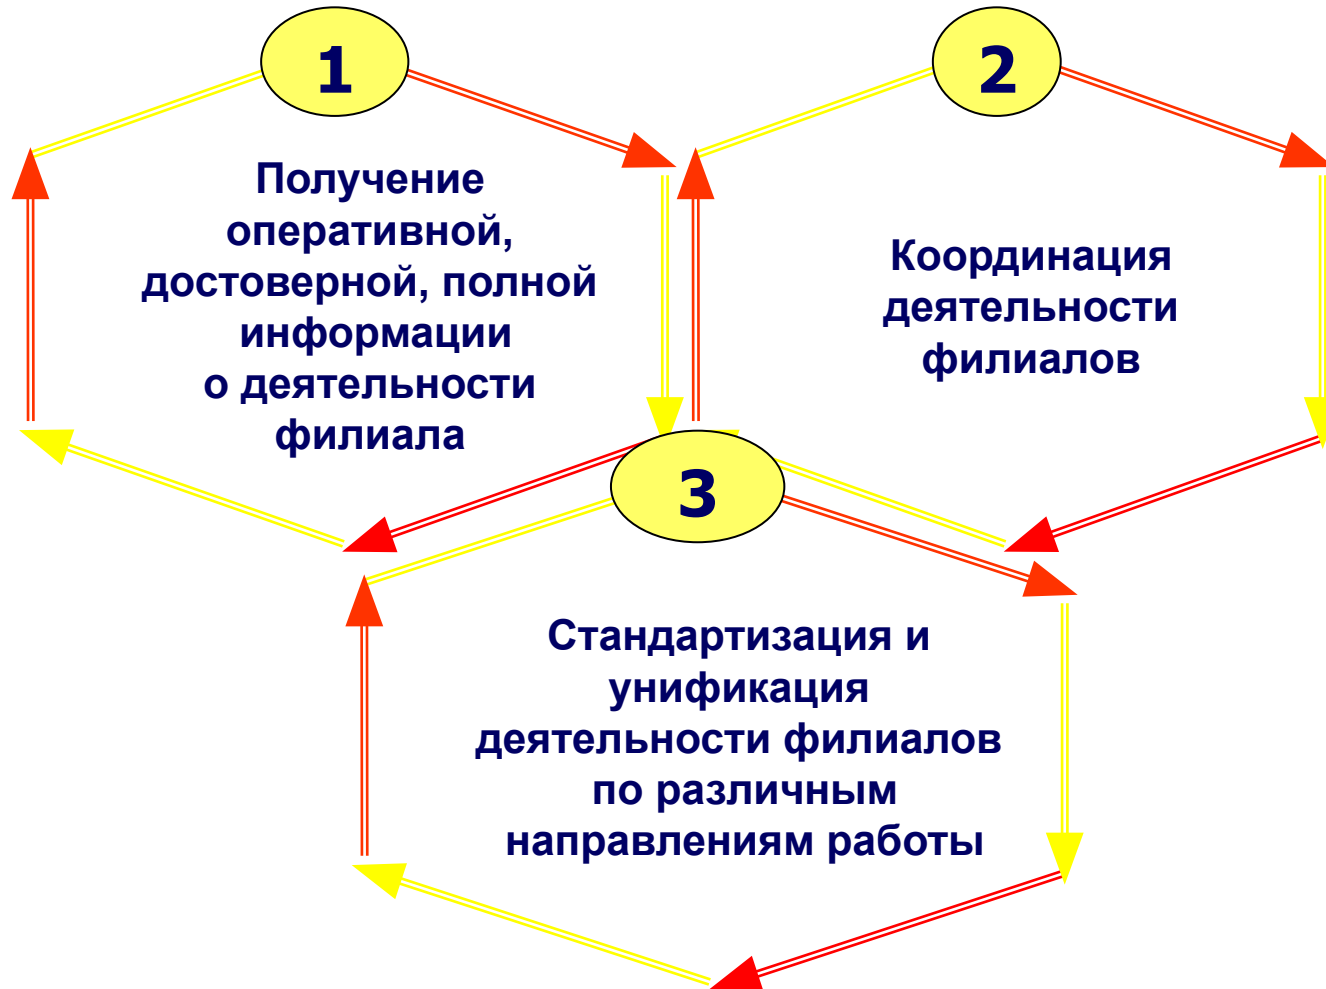 1
Получение
оперативной,
достоверной, полной
информации
о деятельности
филиала
2
Координация
деятельности
филиалов
3
Стандартизация и
унификация
деятельности филиалов
по различным
направлениям работы